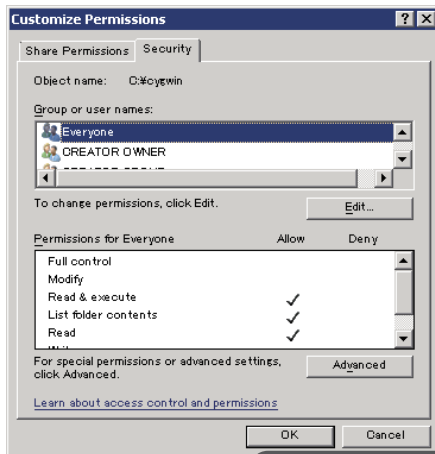 Customize Permissions
Share Permissions Security
Object name: C:¥cygwin
Group or user names:
Everyone
CREATOR OWNER
To change permissions, click Edit.
Edit...
Permissions for Everyone Allow Deny
Full control
Modify
Read & execute
List folder contents
Read
For special permissions or advanced settings,
click Advanced.
Advanced
Learn about access control and permissions
OK Cancel